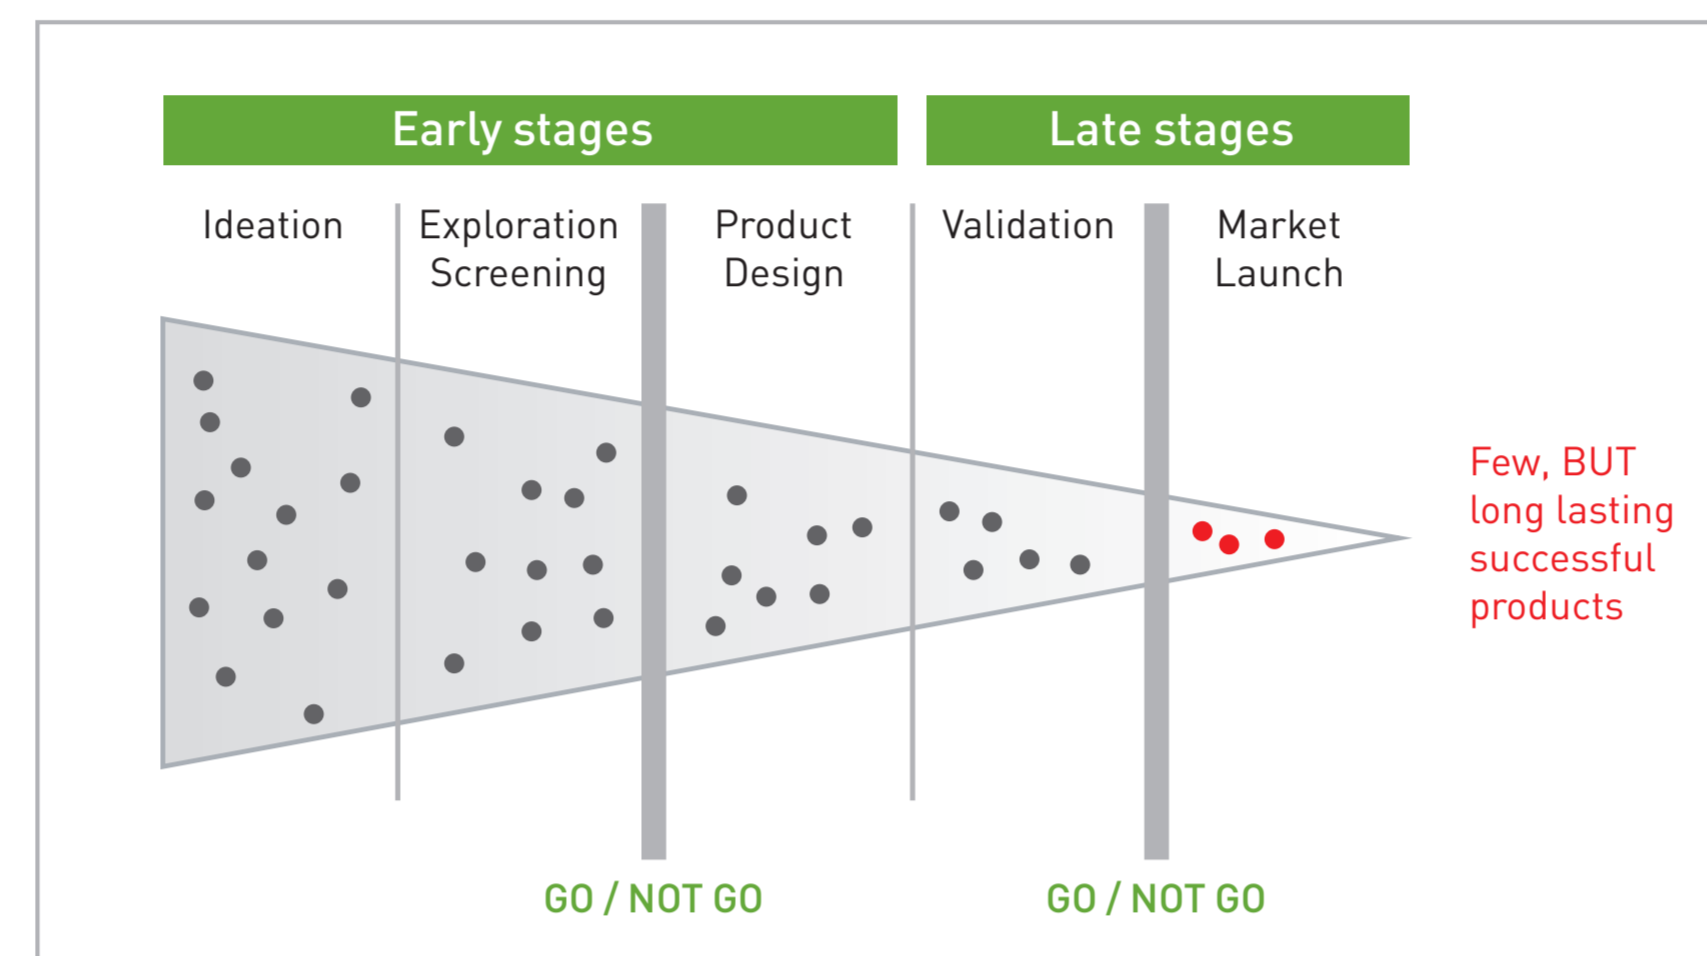 Early stages
Late stages
Ideation
Exploration
Screening
Product
Design
Validation
Market
Launch
Few, BUT
long lasting
successful
products
GO / NOT GO
GO / NOT GO